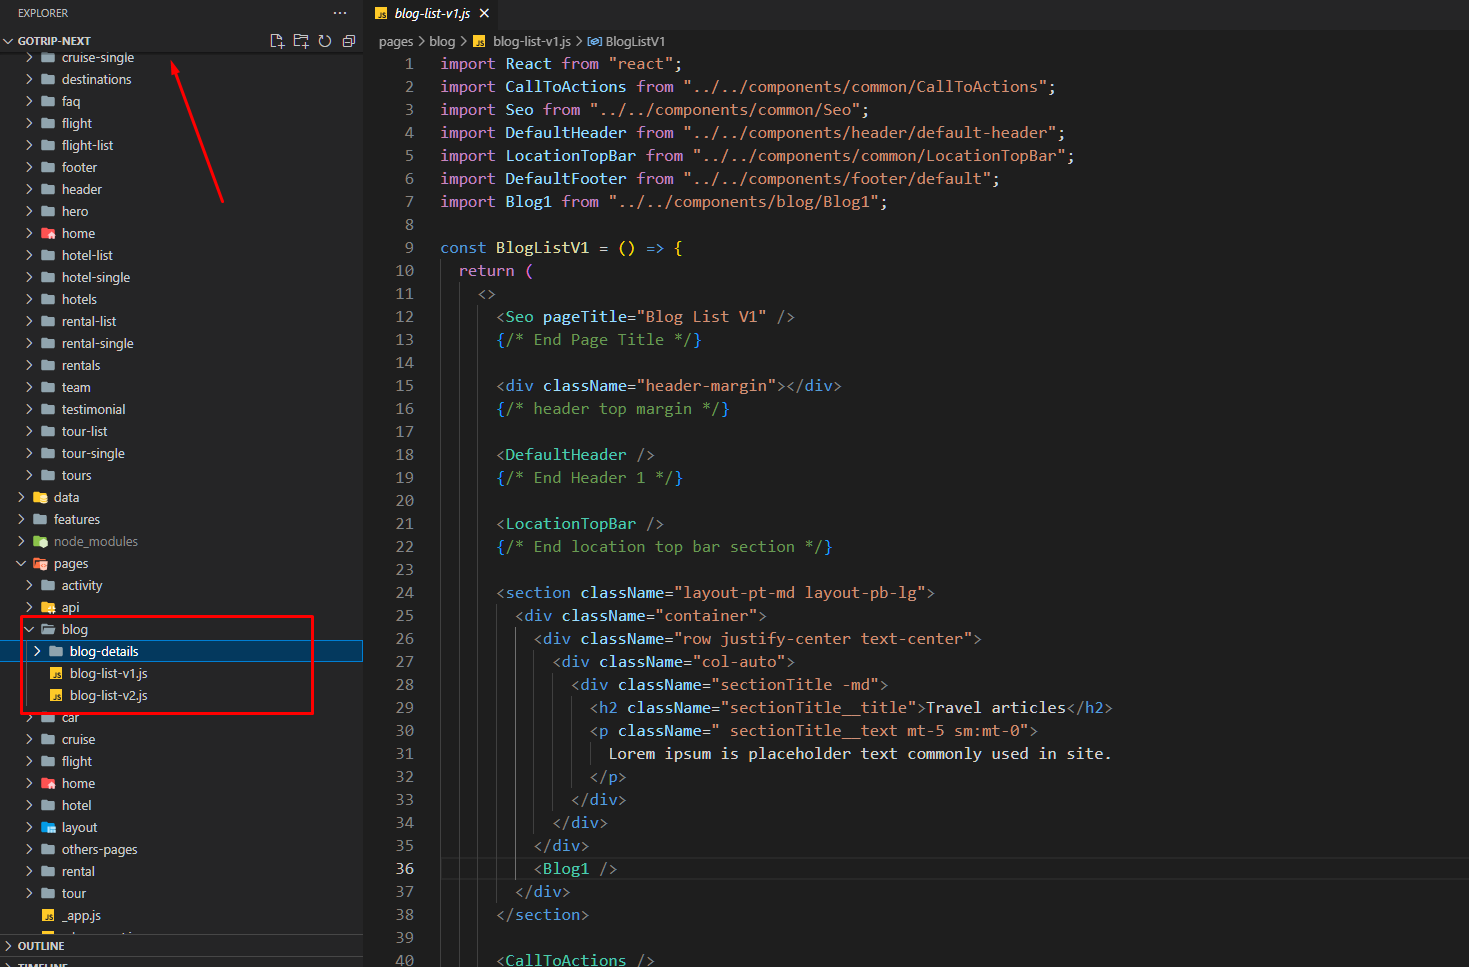 EXPLORER
GOTRIP-NEXT
cruise-single
destinations
faq
flight
flight-list
footer
header
hero
home
hotel-list
hotel-single
hotels
rental-list
rental-single
rentals
team
testimonial
tour-list
tour-single
tours
data
features
node_modules
pages
activity
api
blog
blog-details
JS blog-list-v1.js
JS blog-list-v2.js
car
cruise
flight
home
hotel
layout
others-pages
rental
tour
JS _app.js
OUTLINE
TIMELINE
JS blog-list-v1.js
pages > blog > JS blog-list-v1.js > BlogListV1
1 import React from "react";
2 import CallToActions from "../../components/common/CallToActions";
3 import Seo from "../../components/common/Seo";
4 import DefaultHeader from "../../components/header/default-header";
5 import LocationTopBar from "../../components/common/LocationTopBar";
6 import DefaultFooter from "../../components/footer/default";
7 import Blog1 from "../../components/blog/Blog1";
8
9 const BlogListV1 = () => {
10 return (
11 <>
12 <Seo pageTitle="Blog List V1" />
13 {/* End Page Title */}
14
15 <div className="header-margin"></div>
16 {/* header top margin */}
17
18 <DefaultHeader />
19 {/* End Header 1 */}
20
21 <LocationTopBar />
22 {/* End location top bar section */}
23
24 <section className="layout-pt-md layout-pb-lg">
25 <div className="container">
26 <div className="row justify-center text-center">
27 <div className="col-auto">
28 <div className="sectionTitle -md">
29 <h2 className="sectionTitle__title">Travel articles</h2>
30 <p className=" sectionTitle__text mt-5 sm:mt-0">
31 Lorem ipsum is placeholder text commonly used in site.
32 </p>
33 </div>
34 </div>
35 </div>
36 <Blog1 />
37 </div>
38 </section>
39
40 <CallToActions />